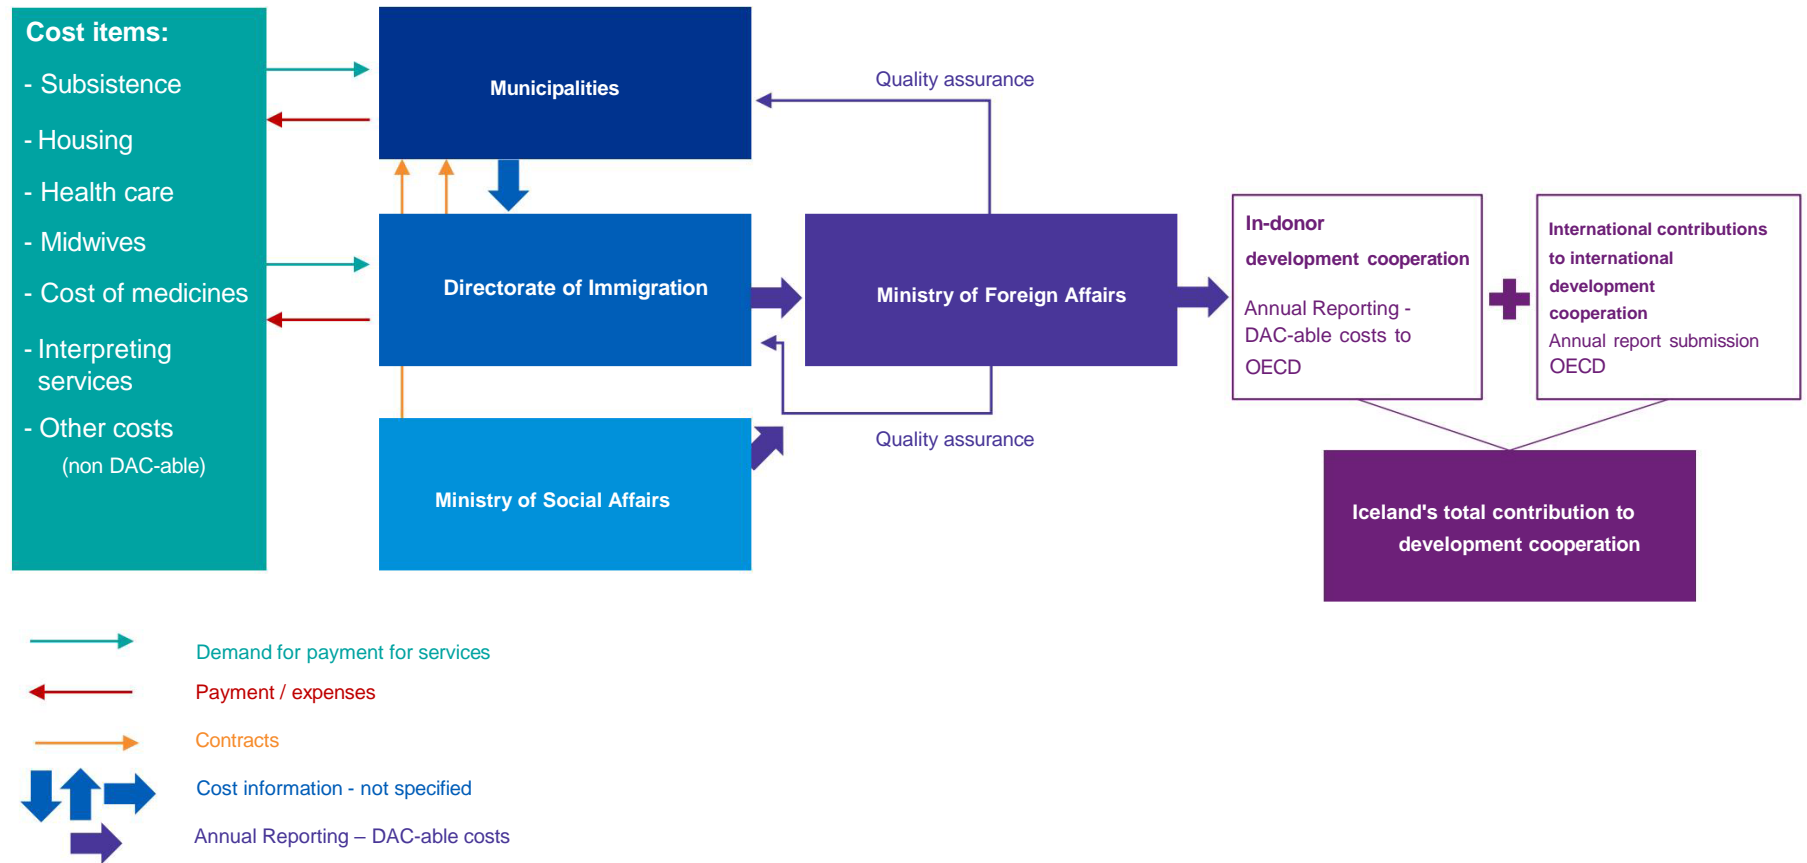 Cost items:
- Subsistence
- Housing
- Health care
- Midwives
- Cost of medicines
- Interpreting
services
- Other costs
(non DAC-able)
Municipalities
Directorate of Immigration
Ministry of Social Affairs
Quality assurance
Ministry of Foreign Affairs
Quality assurance
In-donor
development cooperation
Annual Reporting -
DAC-able costs to
OECD
International contributions
to international
development
cooperation
Annual report submission
OECD
Iceland's total contribution to
development cooperation
Demand for payment for services
Payment / expenses
Contracts
Cost information - not specified
Annual Reporting – DAC-able costs